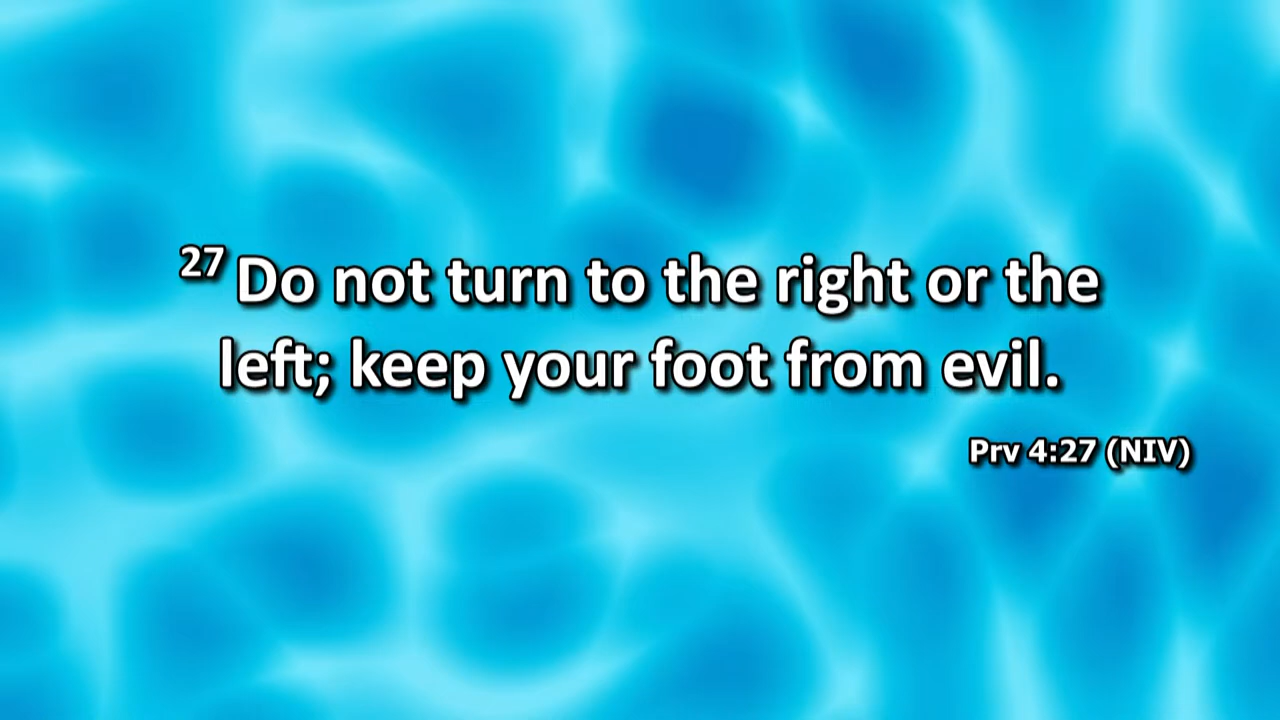 27 Do not turn to the right or the
left; keep your foot from evil.
Prv 4:27 (NIV)